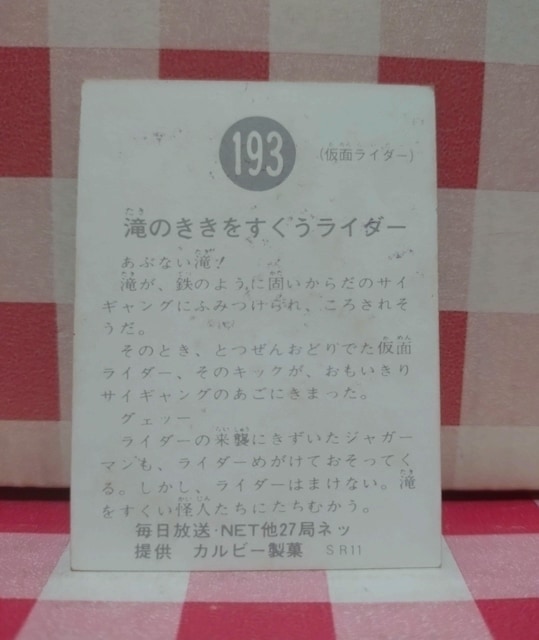 193
(仮面ライダー)
滝のききをすくうライダー
あぶない滝!
滝が、鉄のように固いからだのサイ
ギャングにふみつけられ、ころされそ
うだ。
そのとき、とつぜんおどりでた仮面
ライダー、そのキックが、おもいきり
サイギャングのあごにきまった。
グェッー
ライダーの来襲にきずいたジャガー
マンも、ライダーめがけておそってく
る。しかし、ライダーはまけない。滝
をすくい怪人たちにたちむかう。
毎日放送・NET他27局ネッ
提供 カルビー製菓 SR11